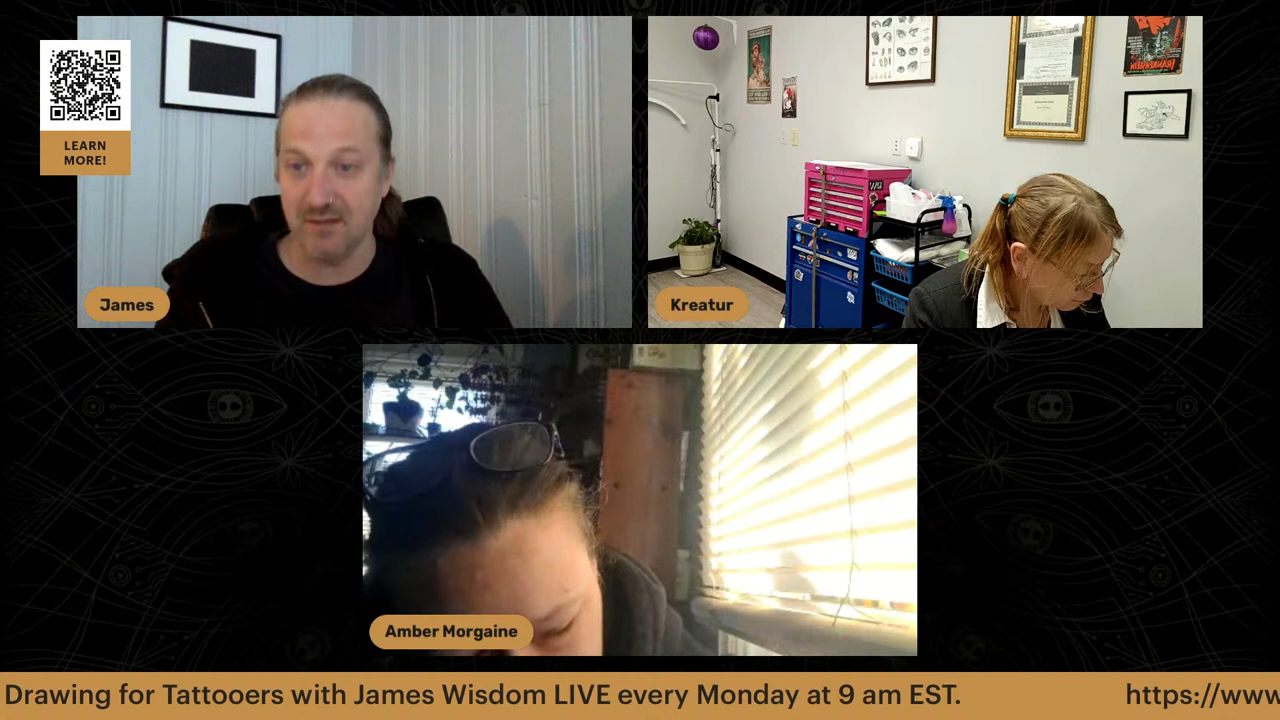 LEARN
MORE!
James
Kreatur
FRANKENSTEIN
Amber Morgaine
Drawing for Tattooers with James Wisdom LIVE every Monday at 9 am EST.
https://www